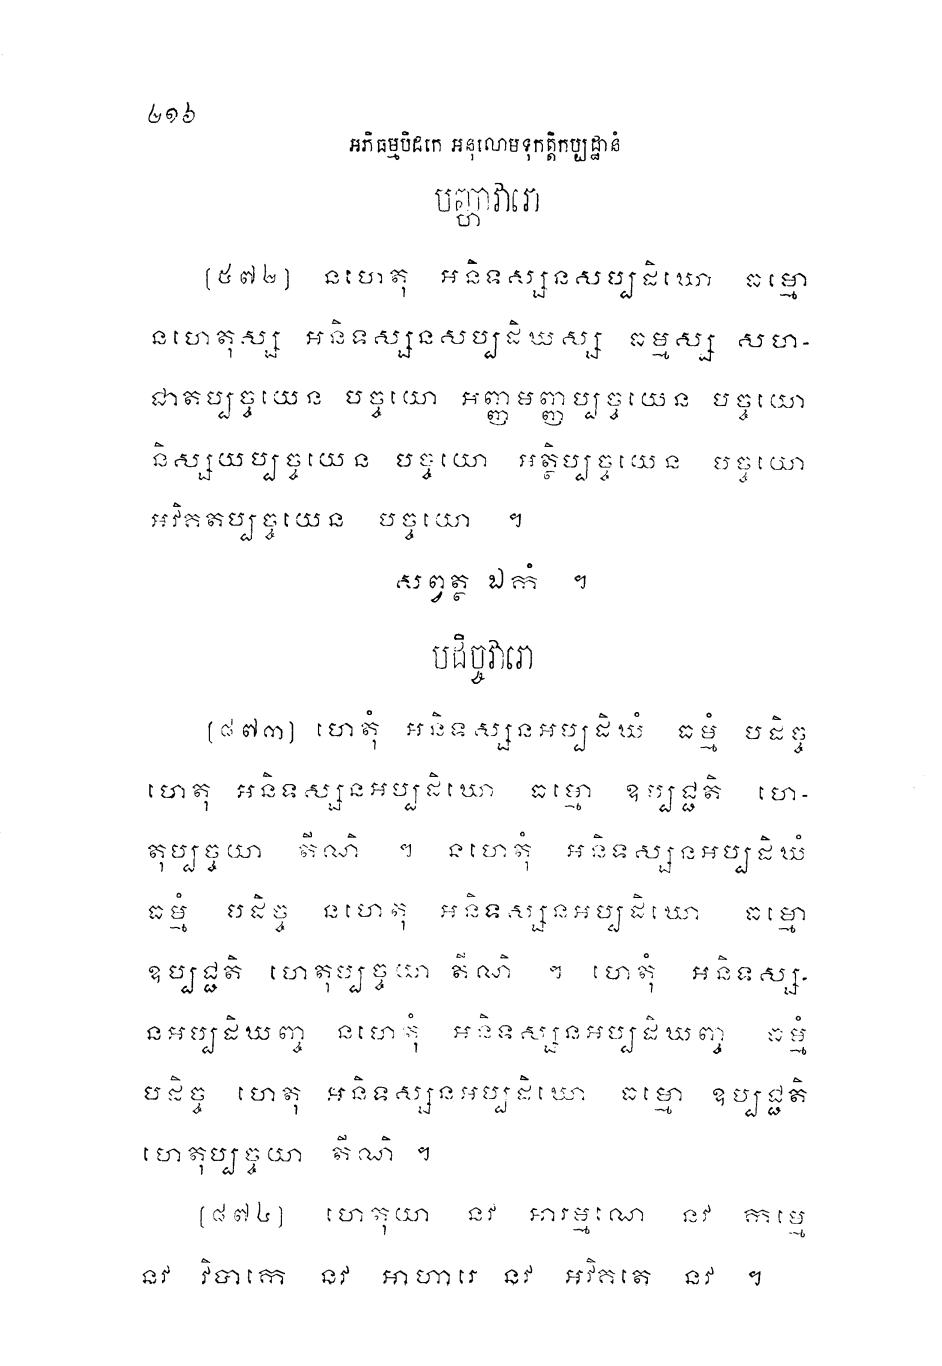 ២១៦
អភិធម្មបិដកេ អនុលោមទុកត្តិកប្បដ្ឋានំ
បញ្ហាវារោ
[៨៧២] នហេតុ អនិទស្សនសប្បដិឃោ ធម្មោ
នហេតុស្ស អនិទស្សនសប្បដិឃស្ស ធម្មស្ស សហ-
ជាតប្បច្ចយេន បច្ចយោ អញ្ញមញ្ញប្បច្ចយេន បច្ចយោ
និស្សយប្បច្ចយេន បច្ចយោ អត្ថិប្បច្ចយេន បច្ចយោ
អវិគតប្បច្ចយេន បច្ចយោ ។
សព្វត្ថ ឯកំ ។
បដិច្ចវារោ
[៨៧៣] ហេតុំ អនិទស្សនអប្បដិឃំ ធម្មំ បដិច្ច
ហេតុ អនិទស្សនអប្បដិឃោ ធម្មោ ឧប្បជ្ជតិ ហេ-
តុប្បច្ចយា តីណិ ។ នហេតុំ អនិទស្សនអប្បដិឃំ
ធម្មំ បដិច្ច នហេតុ អនិទស្សនអប្បដិឃោ ធម្មោ
ឧប្បជ្ជតិ ហេតុប្បច្ចយា តីណិ ។ ហេតុំ អនិទស្ស-
នអប្បដិឃញ្ច នហេតុំ អនិទស្សនអប្បដិឃញ្ច ធម្មំ
បដិច្ច ហេតុ អនិទស្សនអប្បដិឃោ ធម្មោ ឧប្បជ្ជតិ
ហេតុប្បច្ចយា តីណិ ។
[៨៧៤] ហេតុយា នវ អារម្មណេ នវ កម្មេ
នវ វិបាកេ នវ អាហារេ នវ អវិគតេ នវ ។